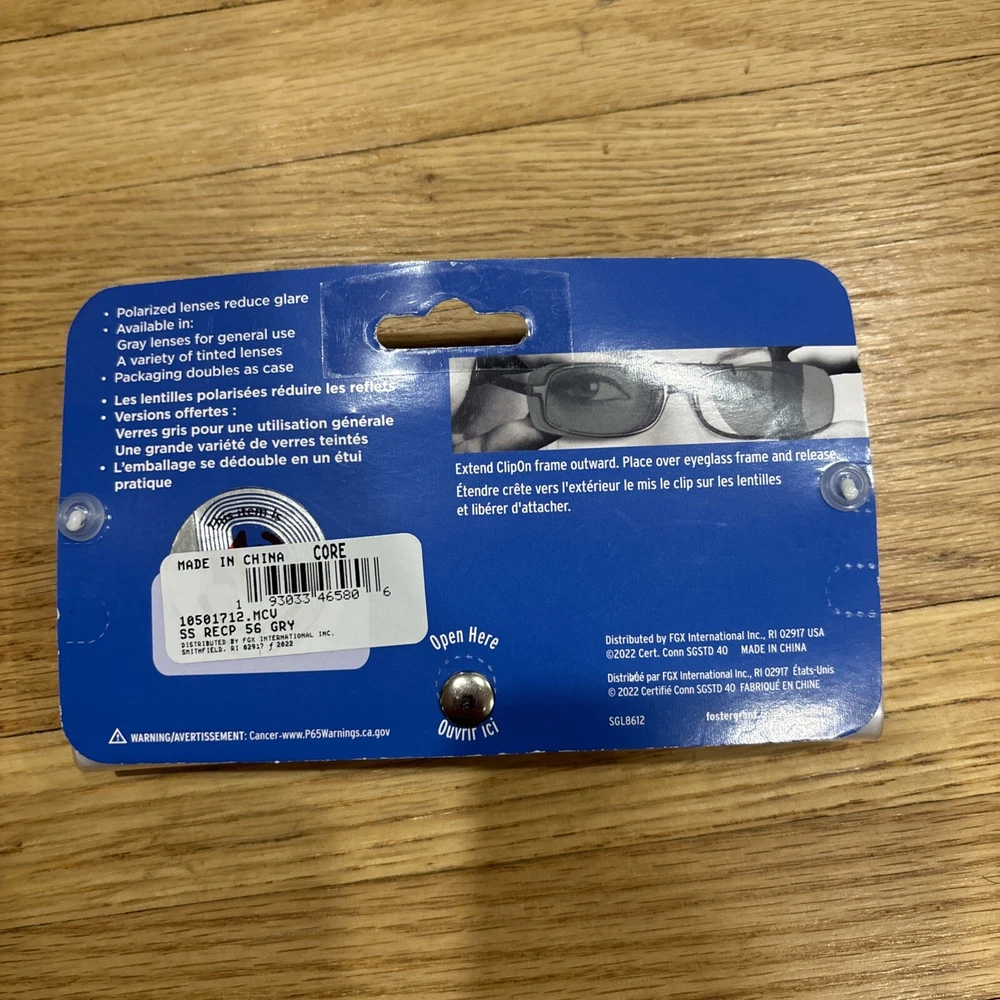 • Polarized lenses reduce glare
• Available in:
Gray lenses for general use
A variety of tinted lenses
• Packaging doubles as case
• Les lentilles polarisées réduire les reflets
• Versions offertes :
Verres gris pour une utilisation générale
Une grande variété de verres teintés
• L'emballage se dédouble en un étui
pratique
Extend ClipOn frame outward. Place over eyeglass frame and release.
Étendre crête vers l'extérieur le mis le clip sur les lentilles
et libérer d'attacher.
This item is
MADE IN CHINA CORE
1 93033 46580 6
10501712.MCV
SS RECP 56 GRY
DISTRIBUTED BY FGX INTERNATIONAL INC.
SMITHFIELD, RI 02917 / 2022
Open Here
Ouvrir ici
Distributed by FGX International Inc., RI 02917 USA
©2022 Cert. Conn SGSTD 40 MADE IN CHINA
Distribué par FGX International Inc., RI 02917 États-Unis
© 2022 Certifié Conn SGSTD 40 FABRIQUÉ EN CHINE
SGL8612
⚠ WARNING/AVERTISSEMENT: Cancer-www.P65Warnings.ca.gov